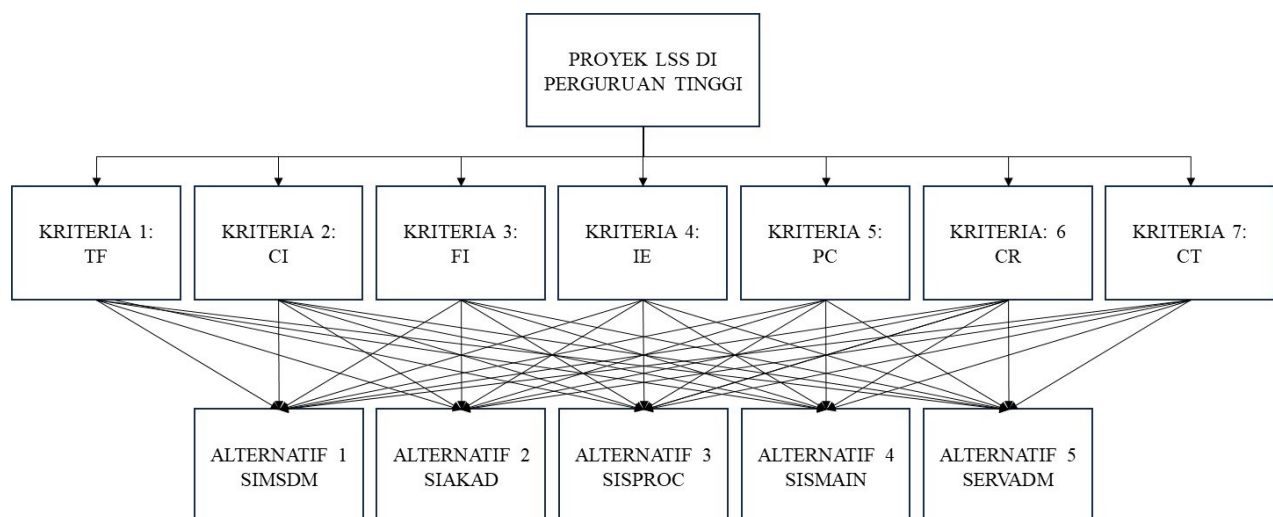 PROYEK LSS DI
PERGURUAN TINGGI
KRITERIA 1:
TF
KRITERIA 2:
CI
KRITERIA 3:
FI
KRITERIA 4:
IE
KRITERIA 5:
PC
KRITERIA: 6
CR
KRITERIA 7:
CT
ALTERNATIF 1
SIMSDM
ALTERNATIF 2
SIAKAD
ALTERNATIF 3
SISPROC
ALTERNATIF 4
SISMAIN
ALTERNATIF 5
SERVADM